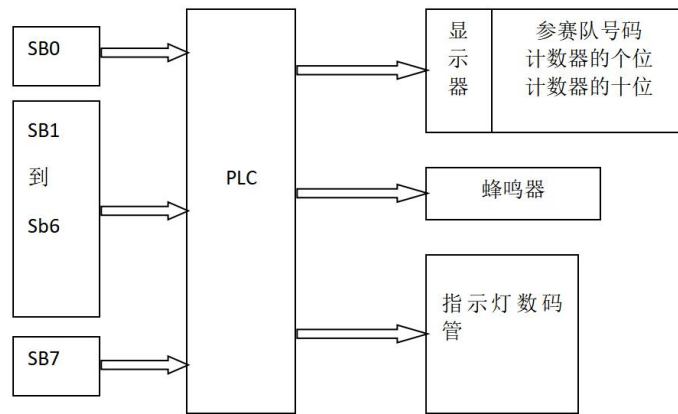 SB0
SB1
到
Sb6
SB7
PLC
显
示
器
参赛队号码
计数器的个位
计数器的十位
蜂鸣器
指示灯数码
管